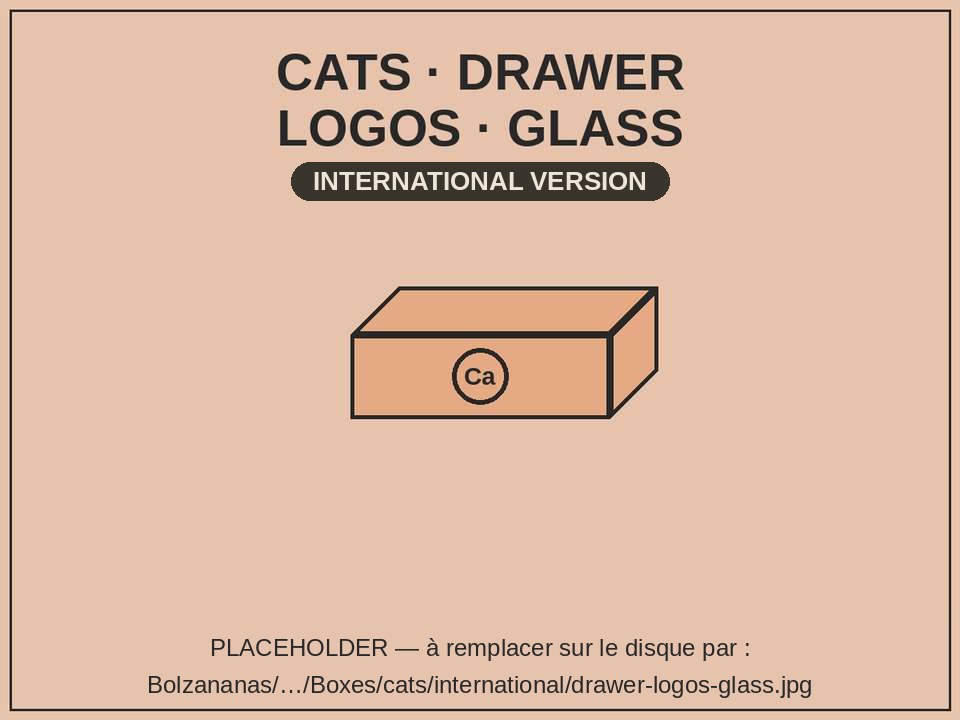 CATS · DRAWER
LOGOS · GLASS
INTERNATIONAL VERSION
Ca
PLACEHOLDER — à remplacer sur le disque par :
Bolzananas/…/Boxes/cats/international/drawer-logos-glass.jpg